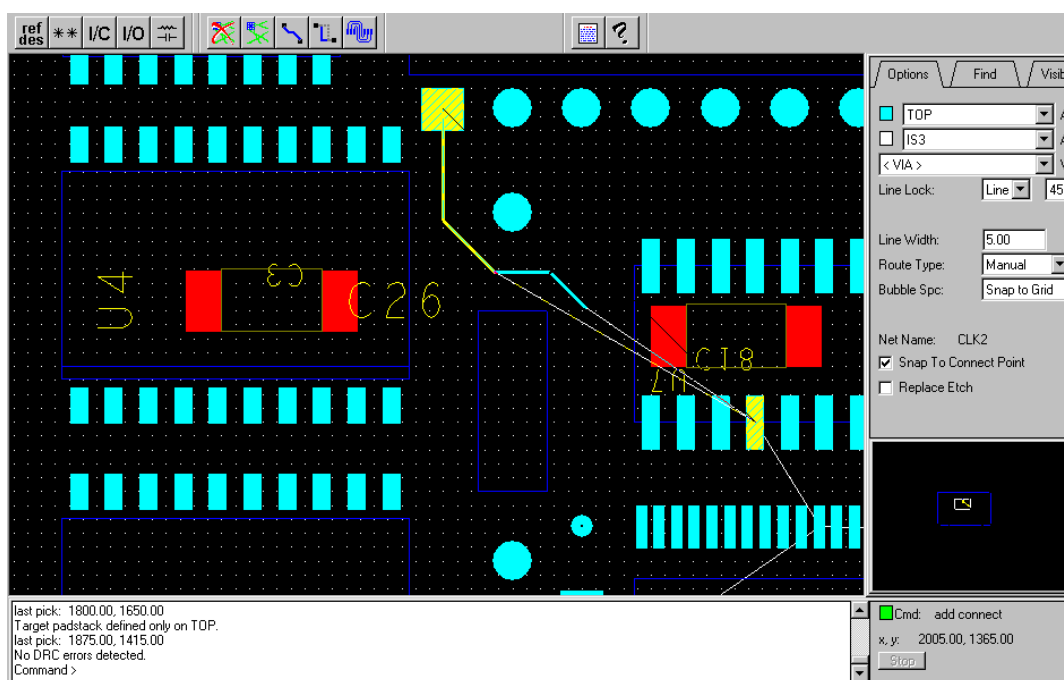 ref
des
** I/C I/O
?
Options Find Visib
TOP A
IS3 A
< VIA > V
Line Lock: Line 45
Line Width: 5.00
Route Type: Manual
Bubble Spc: Snap to Grid
Net Name: CLK2
Snap To Connect Point
Replace Etch
U4
C3
C26
C18
U7
last pick: 1800.00, 1650.00
Target padstack defined only on TOP.
last pick: 1875.00, 1415.00
No DRC errors detected.
Command >
Cmd: add connect
x, y: 2005.00, 1365.00
Stop